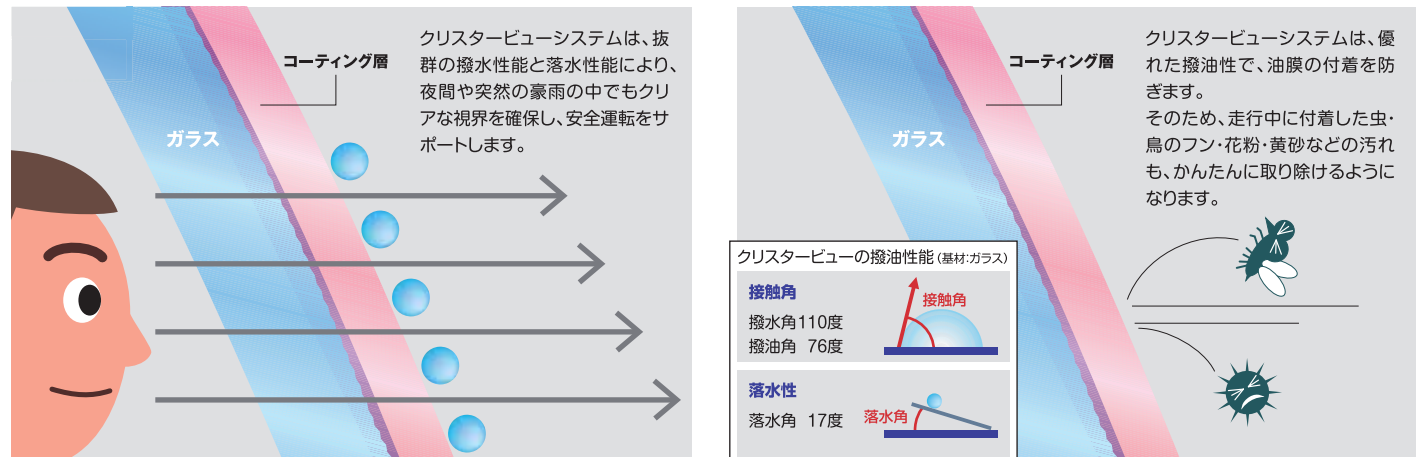 クリスタービューシステムは、抜
群の撥水性能と落水性能により、
夜間や突然の豪雨の中でもクリ
アな視界を確保し、安全運転をサ
ポートします。
コーティング層
ガラス
クリスタービューシステムは、優
れた撥油性で、油膜の付着を防
ぎます。
そのため、走行中に付着した虫・
鳥のフン・花粉・黄砂などの汚れ
も、かんたんに取り除けるように
なります。
コーティング層
ガラス
クリスタービューの撥油性能(基材:ガラス)
接触角
撥水角110度
撥油角 76度
接触角
落水性
落水角 17度
落水角